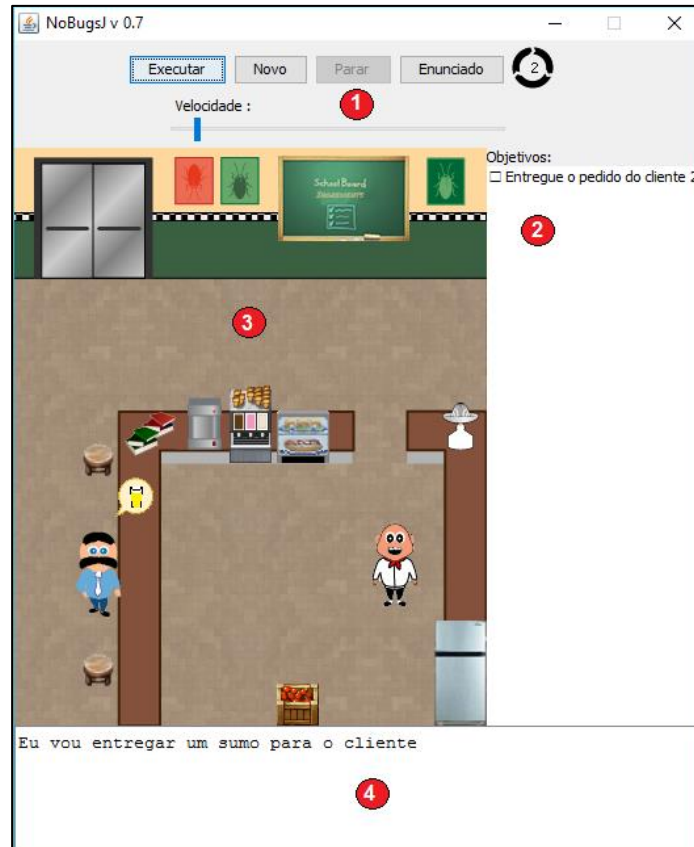 NoBugsJ v 0.7
Executar Novo Parar Enunciado 2
Velocidade :
1
Objetivos:
☐ Entregue o pedido do cliente 2
School Board
2
3
Eu vou entregar um sumo para o cliente
4